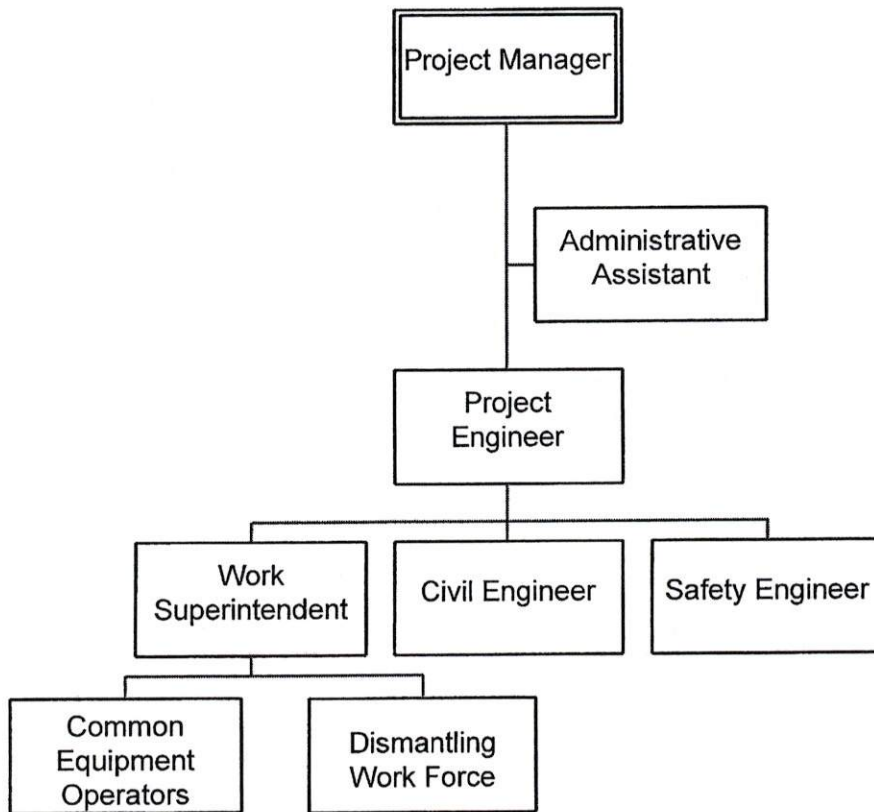 Project Manager
Administrative
Assistant
Project
Engineer
Work
Superintendent
Civil Engineer
Safety Engineer
Common
Equipment
Operators
Dismantling
Work Force